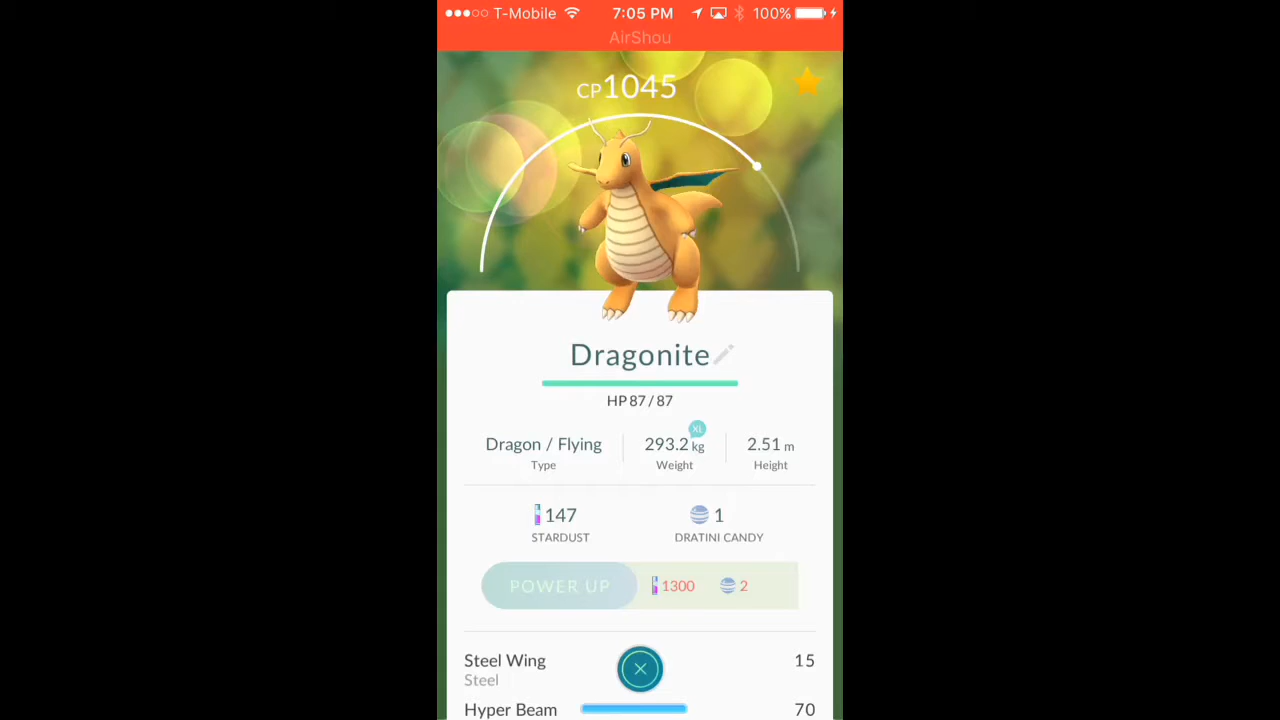 T-Mobile 7:05 PM 100%
AirShou
CP1045
Dragonite
HP 87 / 87
XL
Dragon / Flying 293.2 kg 2.51 m
Type Weight Height
147 1
STARDUST DRATINI CANDY
POWER UP 1300 2
Steel Wing 15
Steel
Hyper Beam 70